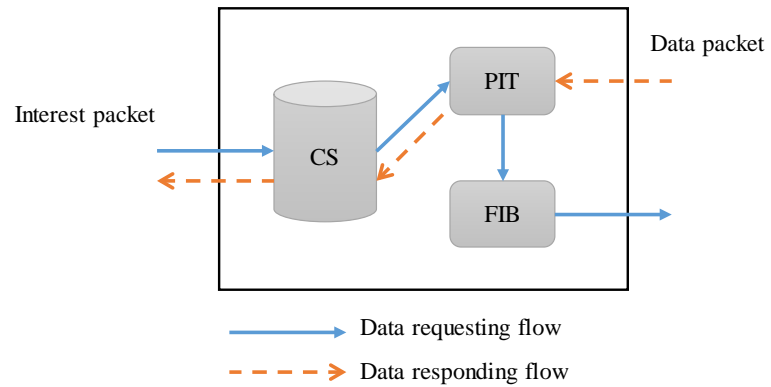 Data packet
PIT
Interest packet
CS
FIB
Data requesting flow
Data responding flow